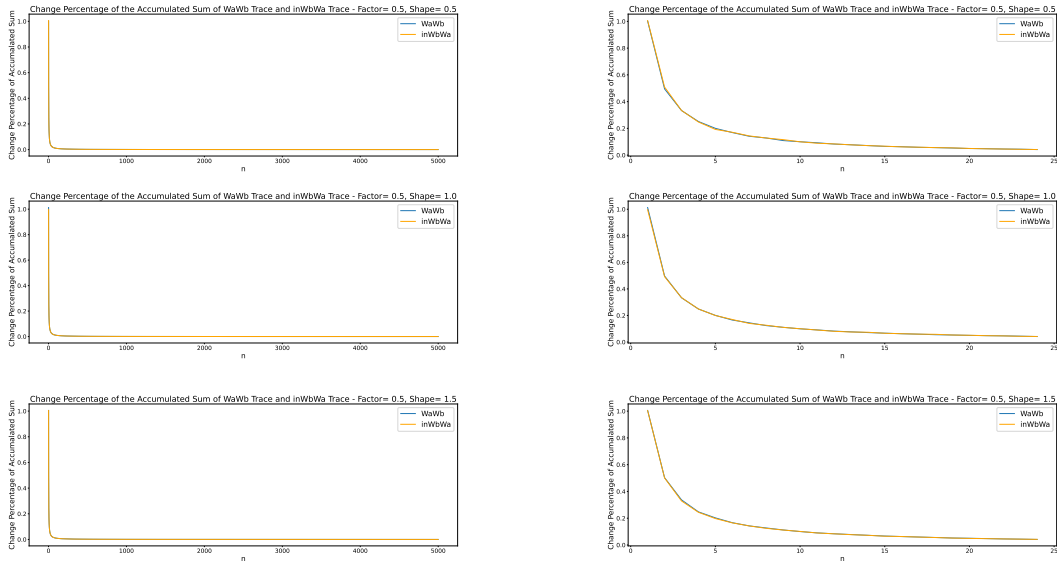 Change Percentage of the Accumulated Sum of WaWb Trace and inWbWa Trace - Factor= 0.5, Shape= 0.5
Change Percentage of Accumalated Sum
1.0
0.8
0.6
0.4
0.2
0.0
WaWb
inWbWa
0 1000 2000 3000 4000 5000
n
Change Percentage of the Accumulated Sum of WaWb Trace and inWbWa Trace - Factor= 0.5, Shape= 0.5
Change Percentage of Accumalated Sum
1.0
0.8
0.6
0.4
0.2
0.0
WaWb
inWbWa
0 5 10 15 20 25
n
Change Percentage of the Accumulated Sum of WaWb Trace and inWbWa Trace - Factor= 0.5, Shape= 1.0
Change Percentage of Accumalated Sum
1.0
0.8
0.6
0.4
0.2
0.0
WaWb
inWbWa
0 1000 2000 3000 4000 5000
n
Change Percentage of the Accumulated Sum of WaWb Trace and inWbWa Trace - Factor= 0.5, Shape= 1.0
Change Percentage of Accumalated Sum
1.0
0.8
0.6
0.4
0.2
0.0
WaWb
inWbWa
0 5 10 15 20 25
n
Change Percentage of the Accumulated Sum of WaWb Trace and inWbWa Trace - Factor= 0.5, Shape= 1.5
Change Percentage of Accumalated Sum
1.0
0.8
0.6
0.4
0.2
0.0
WaWb
inWbWa
0 1000 2000 3000 4000 5000
n
Change Percentage of the Accumulated Sum of WaWb Trace and inWbWa Trace - Factor= 0.5, Shape= 1.5
Change Percentage of Accumalated Sum
1.0
0.8
0.6
0.4
0.2
0.0
WaWb
inWbWa
0 5 10 15 20 25
n